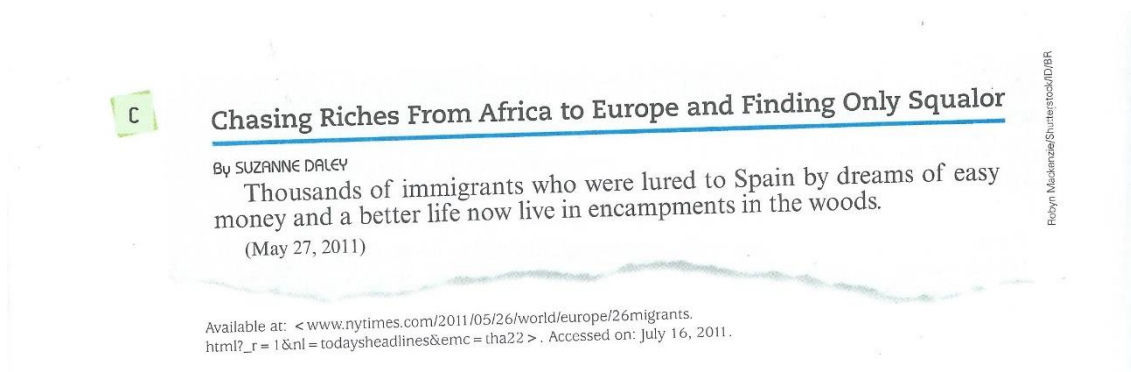 C
Chasing Riches From Africa to Europe and Finding Only Squalor
By SUZANNE DALEY
Thousands of immigrants who were lured to Spain by dreams of easy
money and a better life now live in encampments in the woods.
(May 27, 2011)
Available at: <www.nytimes.com/2011/05/26/world/europe/26migrants.
html?_r=1&nl=todaysheadlines&emc=tha22>. Accessed on: July 16, 2011.
Robyn Mackenzie/Shutterstock/ID/BR